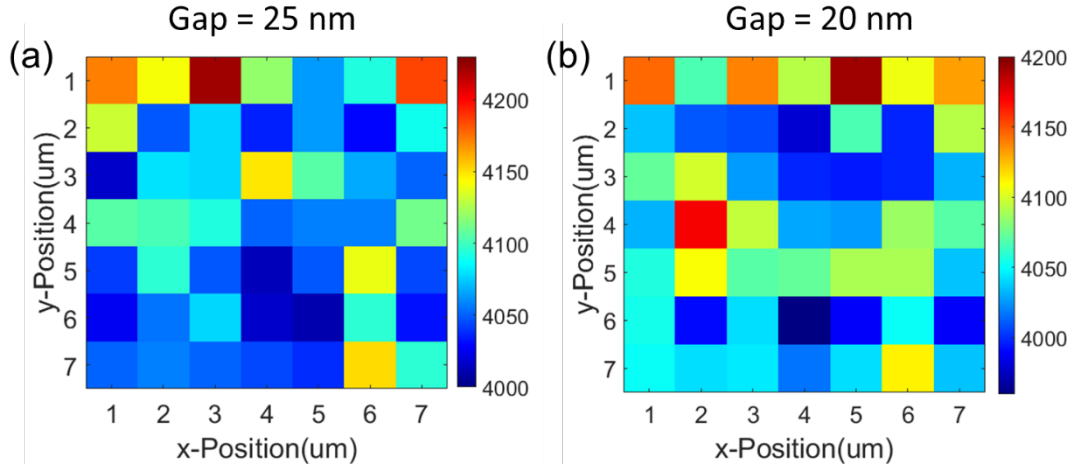 Gap = 25 nm
(a)
1
2
3
4
5
6
7
y-Position(um)
1 2 3 4 5 6 7
x-Position(um)
4200
4150
4100
4050
4000
Gap = 20 nm
(b)
1
2
3
4
5
6
7
y-Position(um)
1 2 3 4 5 6 7
x-Position(um)
4200
4150
4100
4050
4000